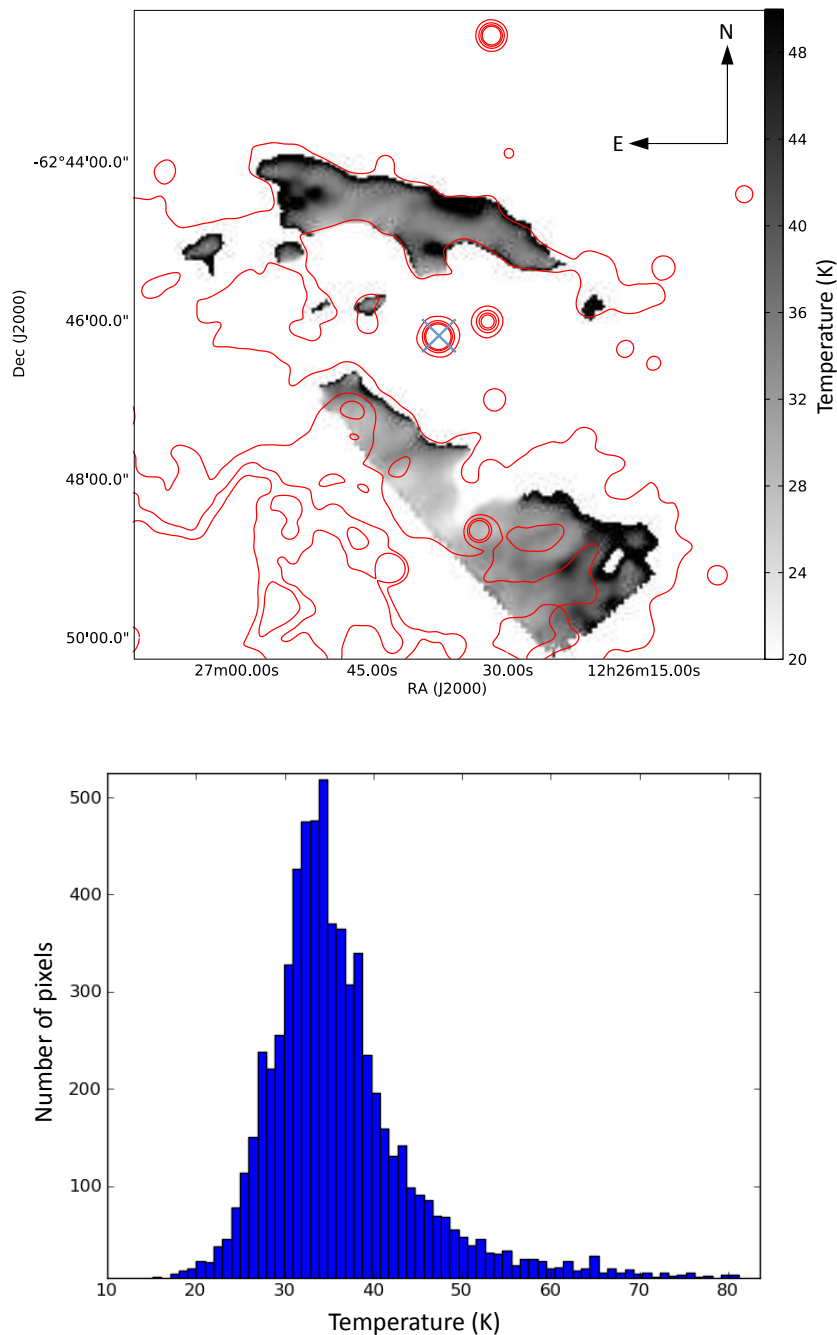 N
E
-62°44'00.0"
46'00.0"
48'00.0"
50'00.0"
Dec (J2000)
27m00.00s 45.00s 30.00s 12h26m15.00s
RA (J2000)
48
44
40
36
32
28
24
20
Temperature (K)
500
400
300
200
100
Number of pixels
10 20 30 40 50 60 70 80
Temperature (K)